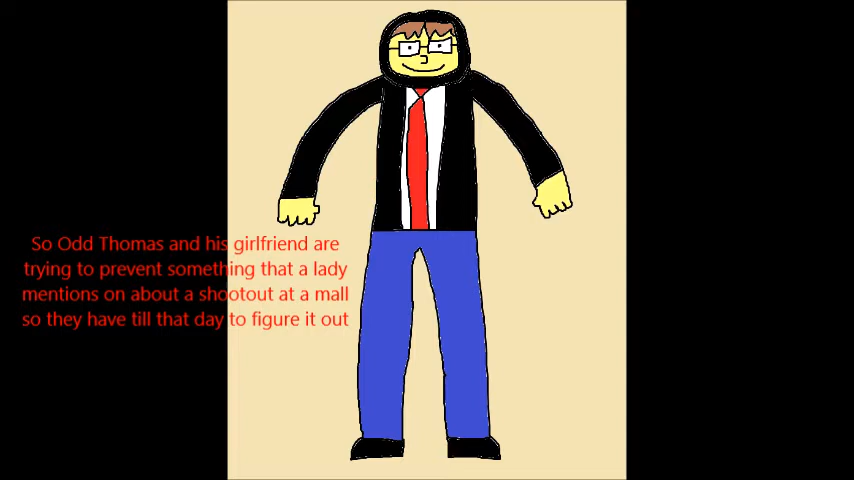 So Odd Thomas and his girlfriend are
trying to prevent something that a lady
mentions on about a shootout at a mall
so they have till that day to figure it out